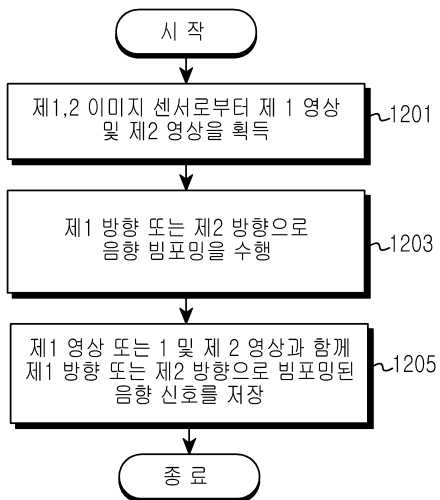 시 작
제1,2 이미지 센서로부터 제 1 영상
및 제2 영상을 획득
1201
제1 방향 또는 제2 방향으로
음향 빔포밍을 수행
1203
제1 영상 또는 1 및 제 2 영상과 함께
제1 방향 또는 제2 방향으로 빔포밍된
음향 신호를 저장
1205
종 료